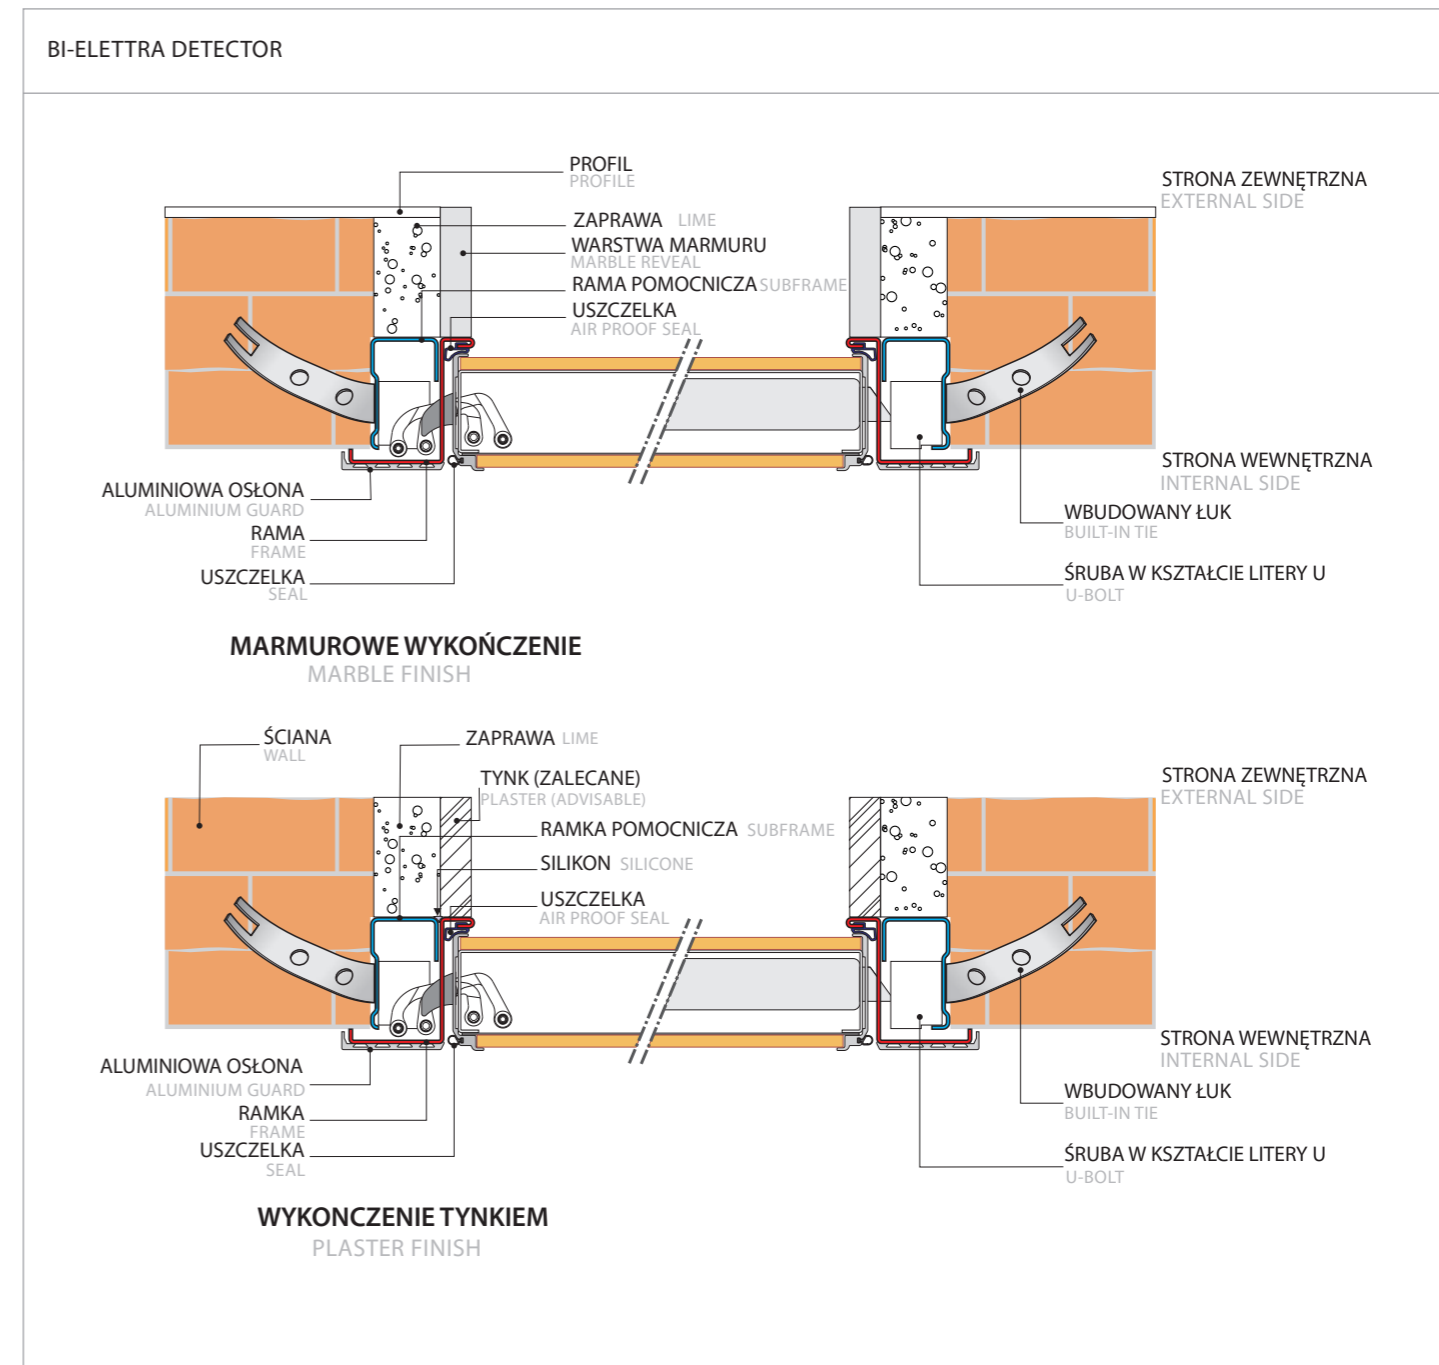 BI-ELETTRA DETECTOR
PROFIL
PROFILE
STRONA ZEWNĘTRZNA
EXTERNAL SIDE
ZAPRAWA LIME
WARSTWA MARMURU
MARBLE REVEAL
RAMA POMOCNICZA SUBFRAME
USZCZELKA
AIR PROOF SEAL
ALUMINIOWA OSŁONA
ALUMINIUM GUARD
RAMA
FRAME
USZCZELKA
SEAL
STRONA WEWNĘTRZNA
INTERNAL SIDE
WBUDOWANY ŁUK
BUILT-IN TIE
ŚRUBA W KSZTAŁCIE LITERY U
U-BOLT
MARMUROWE WYKOŃCZENIE
MARBLE FINISH
ŚCIANA
WALL
ZAPRAWA LIME
TYNK (ZALECANE)
PLASTER (ADVISABLE)
STRONA ZEWNĘTRZNA
EXTERNAL SIDE
RAMKA POMOCNICZA SUBFRAME
SILIKON SILICONE
USZCZELKA
AIR PROOF SEAL
ALUMINIOWA OSŁONA
ALUMINIUM GUARD
RAMKA
FRAME
USZCZELKA
SEAL
STRONA WEWNĘTRZNA
INTERNAL SIDE
WBUDOWANY ŁUK
BUILT-IN TIE
ŚRUBA W KSZTAŁCIE LITERY U
U-BOLT
WYKONCZENIE TYNKIEM
PLASTER FINISH